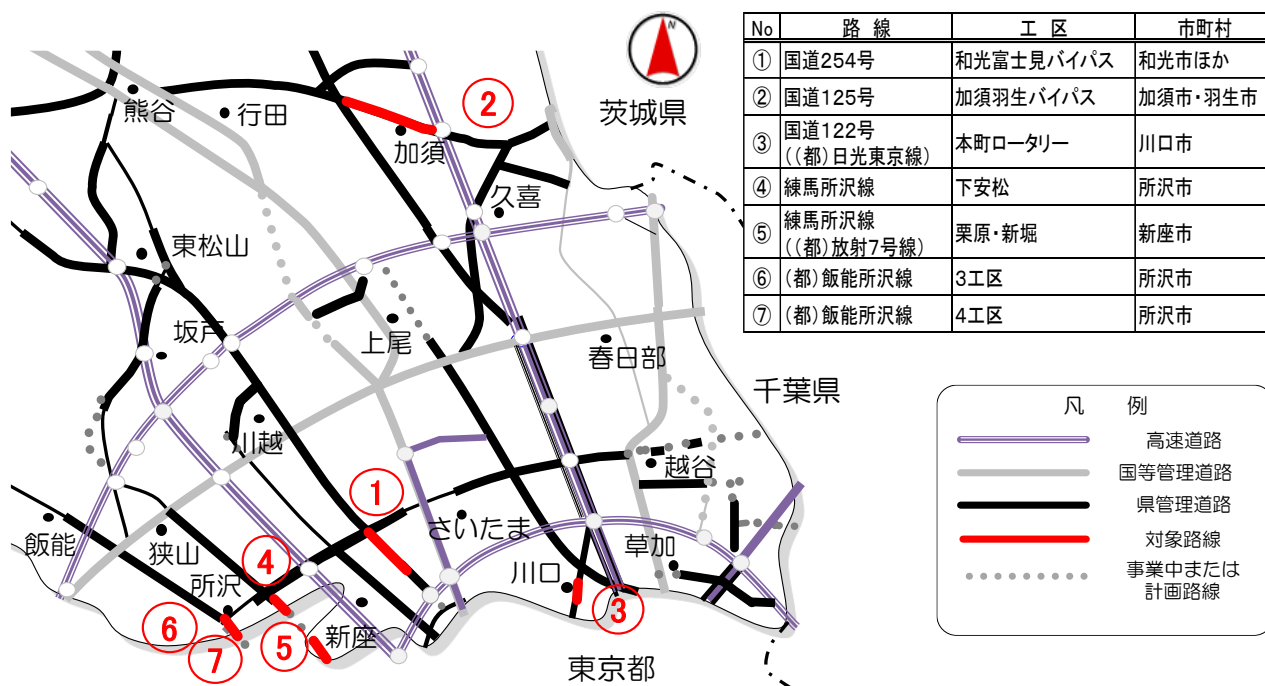 No 路線 工区 市町村
① 国道254号 和光富士見バイパス 和光市ほか
② 国道125号 加須羽生バイパス 加須市・羽生市
③ 国道122号
((都)日光東京線) 本町ロータリー 川口市
④ 練馬所沢線 下安松 所沢市
⑤ 練馬所沢線
((都)放射7号線) 栗原・新堀 新座市
⑥ (都)飯能所沢線 3工区 所沢市
⑦ (都)飯能所沢線 4工区 所沢市
N
茨城県
熊谷
行田
②
加須
久喜
東松山
坂戸
上尾
春日部
千葉県
川越
越谷
①
さいたま
飯能
狭山
④
所沢
川口
草加
③
⑥
⑦
⑤
新座
東京都
凡 例
高速道路
国等管理道路
県管理道路
対象路線
事業中または
計画路線